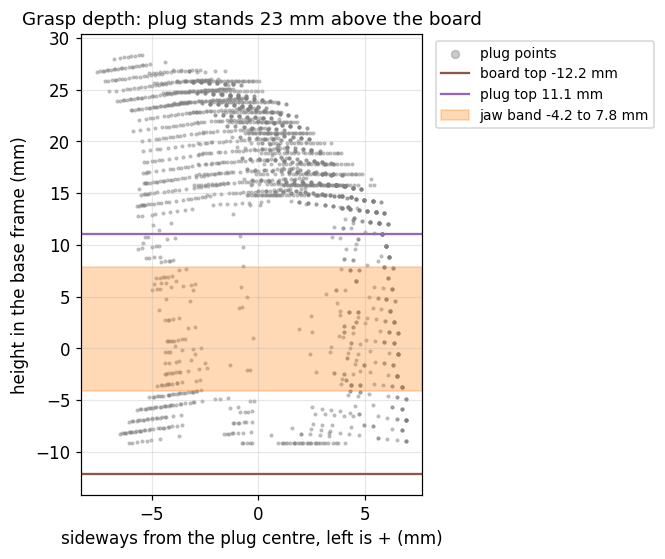 Grasp depth: plug stands 23 mm above the board
plug points
board top -12.2 mm
plug top 11.1 mm
jaw band -4.2 to 7.8 mm
height in the base frame (mm)
30
25
20
15
10
5
0
−5
−10
−5
0
5
sideways from the plug centre, left is + (mm)